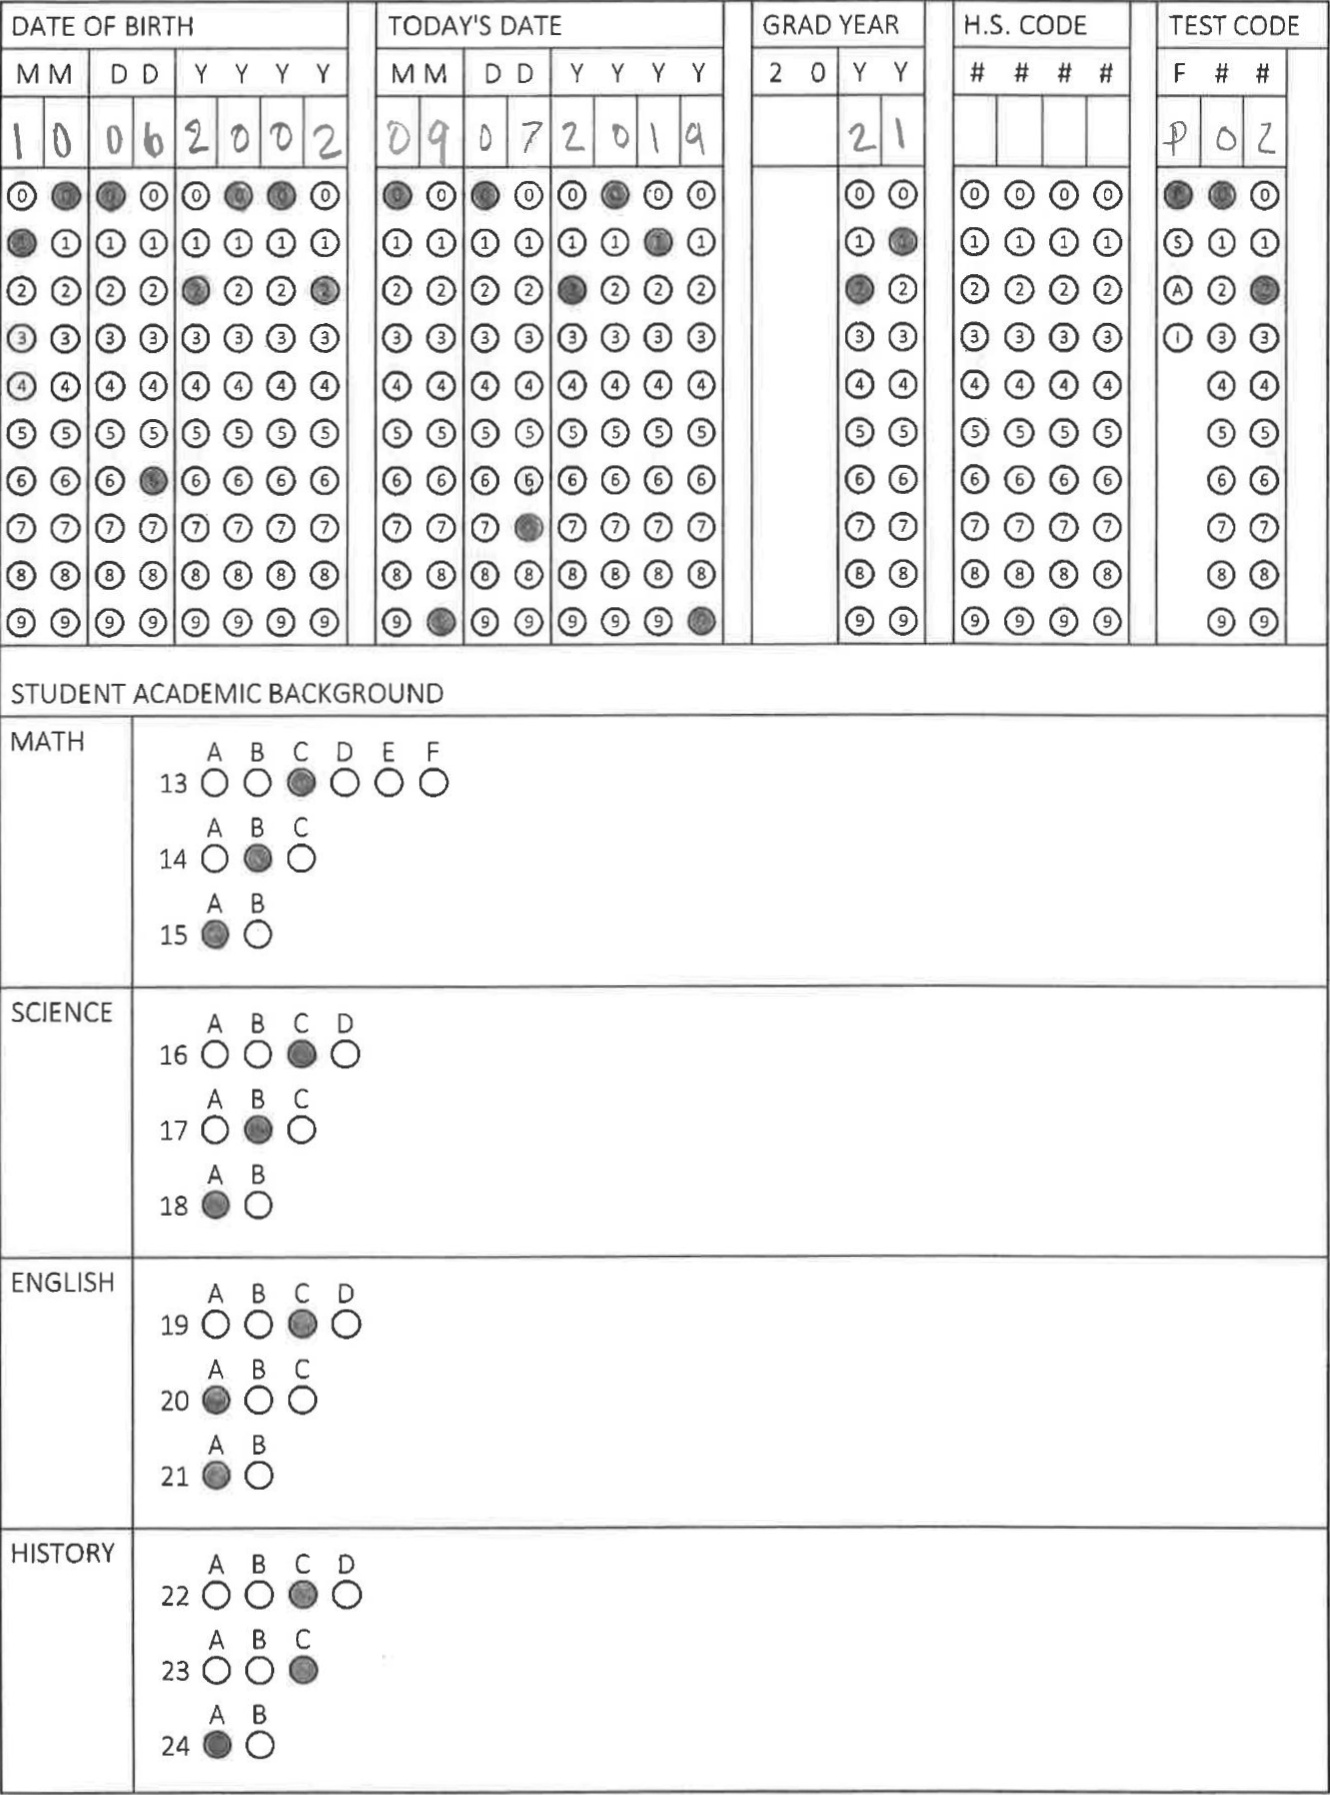 DATE OF BIRTH TODAY'S DATE GRAD YEAR H.S. CODE TEST CODE
M M D D Y Y Y Y M M D D Y Y Y Y 2 0 Y Y # # # # F # #
1 0 0 6 2 0 0 2 0 9 0 7 2 0 1 9 2 1 P 0 2
0 0 0 0 0 0 0 0 0 0 0 0 0 0 0 0 0 0 0 0
1 1 1 1 1 1 1 1 1 1 1 1 1 1 1 1 1 1 1 1 1 S 1 1
2 2 2 2 2 2 2 2 2 2 2 2 2 2 2 2 2 2 2 2 2 A 2 2
3 3 3 3 3 3 3 3 3 3 3 3 3 3 3 3 3 3 3 3 3 3 I 3 3
4 4 4 4 4 4 4 4 4 4 4 4 4 4 4 4 4 4 4 4 4 4 4 4
5 5 5 5 5 5 5 5 5 5 5 5 5 5 5 5 5 5 5 5 5 5 5 5
6 6 6 6 6 6 6 6 6 6 6 6 6 6 6 6 6 6 6 6 6 6 6
7 7 7 7 7 7 7 7 7 7 7 7 7 7 7 7 7 7 7 7 7 7 7
8 8 8 8 8 8 8 8 8 8 8 8 8 8 8 8 8 8 8 8 8 8 8 8
9 9 9 9 9 9 9 9 9 9 9 9 9 9 9 9 9 9 9 9 9 9
STUDENT ACADEMIC BACKGROUND
MATH
A B C D E F
13
A B C
14
A B
15
SCIENCE
A B C D
16
A B C
17
A B
18
ENGLISH
A B C D
19
A B C
20
A B
21
HISTORY
A B C D
22
A B C
23
A B
24